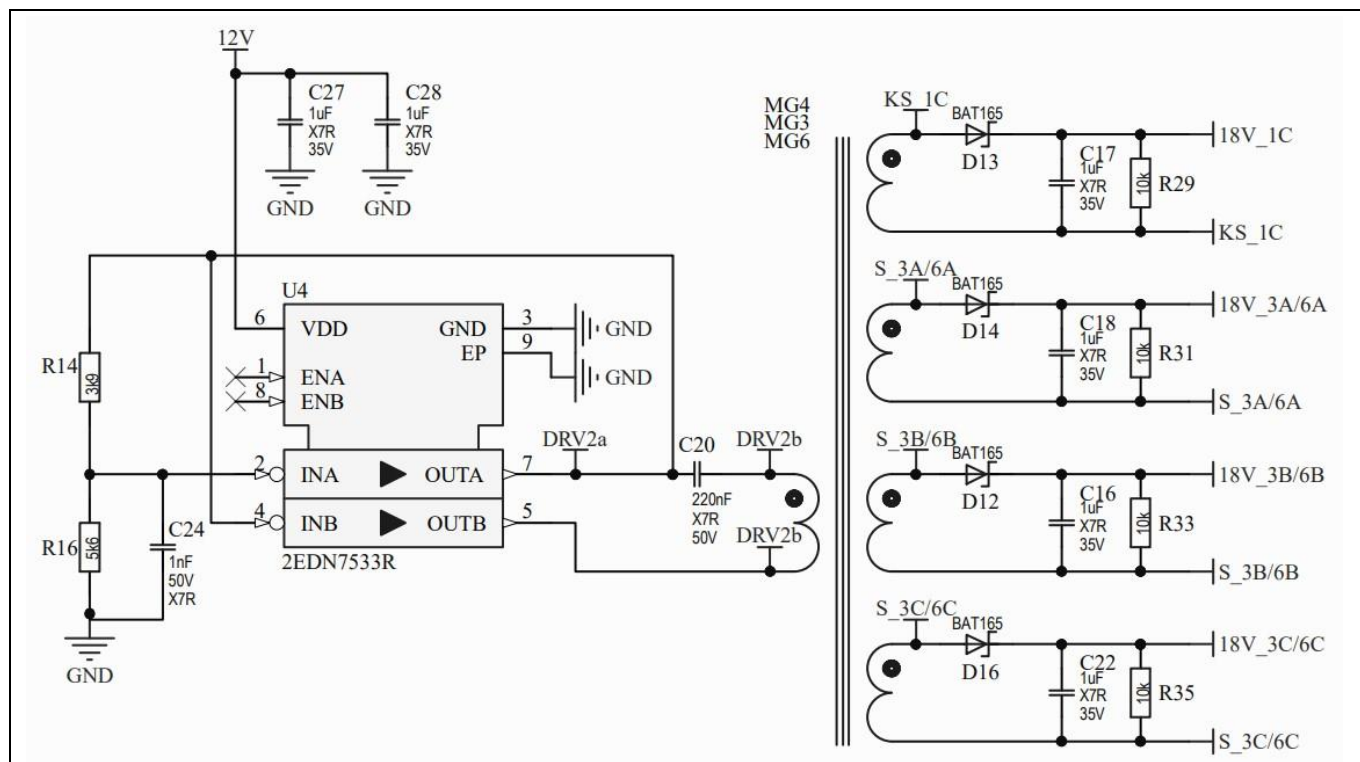 12V
C27
1uF
X7R
35V
C28
1uF
X7R
35V
GND
GND
MG4
MG3
MG6
KS_1C
BAT165
D13
C17
1uF
X7R
35V
10k
R29
18V_1C
KS_1C
U4
6
VDD
GND
3
GND
EP
9
GND
1
ENA
8
ENB
R14
3k9
2
INA
OUTA
7
4
INB
OUTB
5
2EDN7533R
DRV2a
C20
220nF
X7R
50V
DRV2b
DRV2b
R16
5k6
C24
1nF
50V
X7R
GND
S_3A/6A
BAT165
D14
C18
1uF
X7R
35V
10k
R31
18V_3A/6A
S_3A/6A
S_3B/6B
BAT165
D12
C16
1uF
X7R
35V
10k
R33
18V_3B/6B
S_3B/6B
S_3C/6C
BAT165
D16
C22
1uF
X7R
35V
10k
R35
18V_3C/6C
S_3C/6C